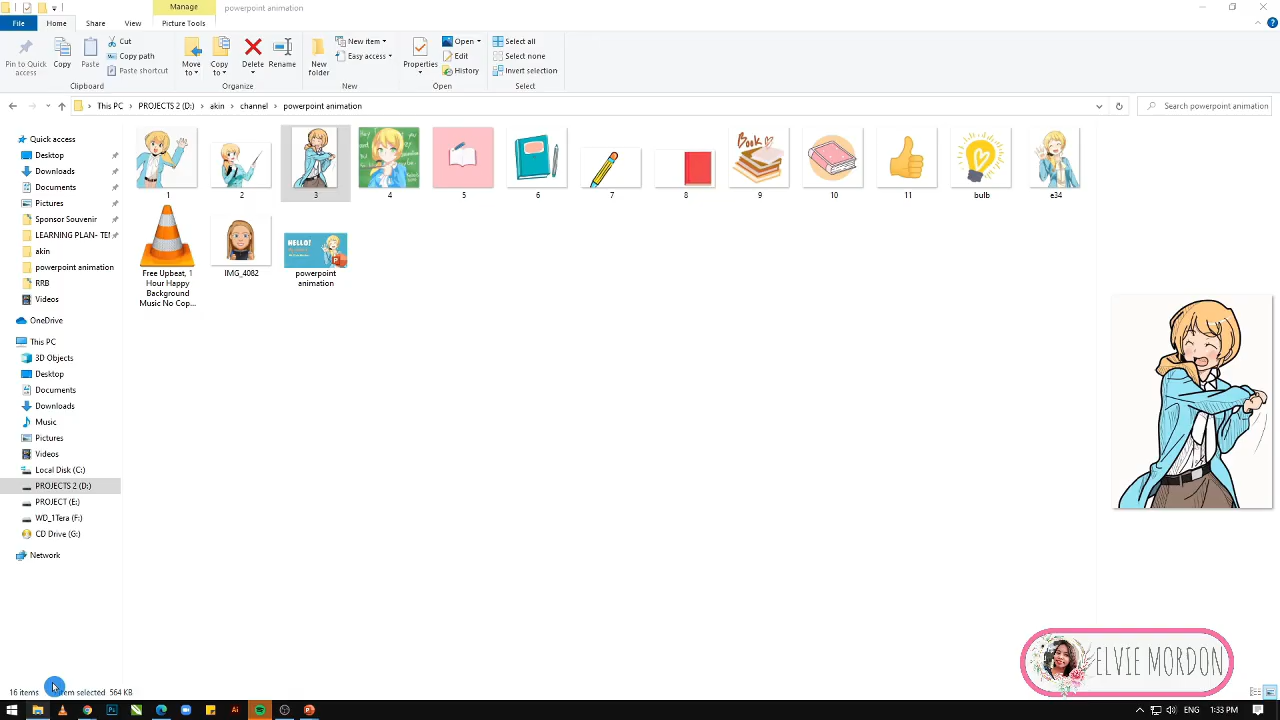 Manage
powerpoint animation
File
Home
Share
View
Picture Tools
Pin to Quick access
Copy
Paste
Cut
Copy path
Paste shortcut
Clipboard
Move to
Copy to
Delete
Rename
Organize
New folder
New item
Easy access
New
Properties
Open
Edit
History
Open
Select all
Select none
Invert selection
Select
This PC
PROJECTS 2 (D:)
akin
channel
powerpoint animation
Search powerpoint animation
Quick access
Desktop
Downloads
Documents
Pictures
Sponsor Souvenir
LEARNING PLAN- TEI
akin
powerpoint animation
RRB
Videos
OneDrive
This PC
3D Objects
Desktop
Documents
Downloads
Music
Pictures
Videos
Local Disk (C:)
PROJECTS 2 (D:)
PROJECT (E:)
WD_1Tera (F:)
CD Drive (G:)
Network
1
2
3
4
5
6
7
8
Book
9
10
11
bulb
e34
Free Upbeat, 1
Hour Happy
Background
Music No Cop...
IMG_4082
HELLO!
powerpoint
animation
ELVIE MORDON
16 items
item selected 564 KB
ENG
1:33 PM